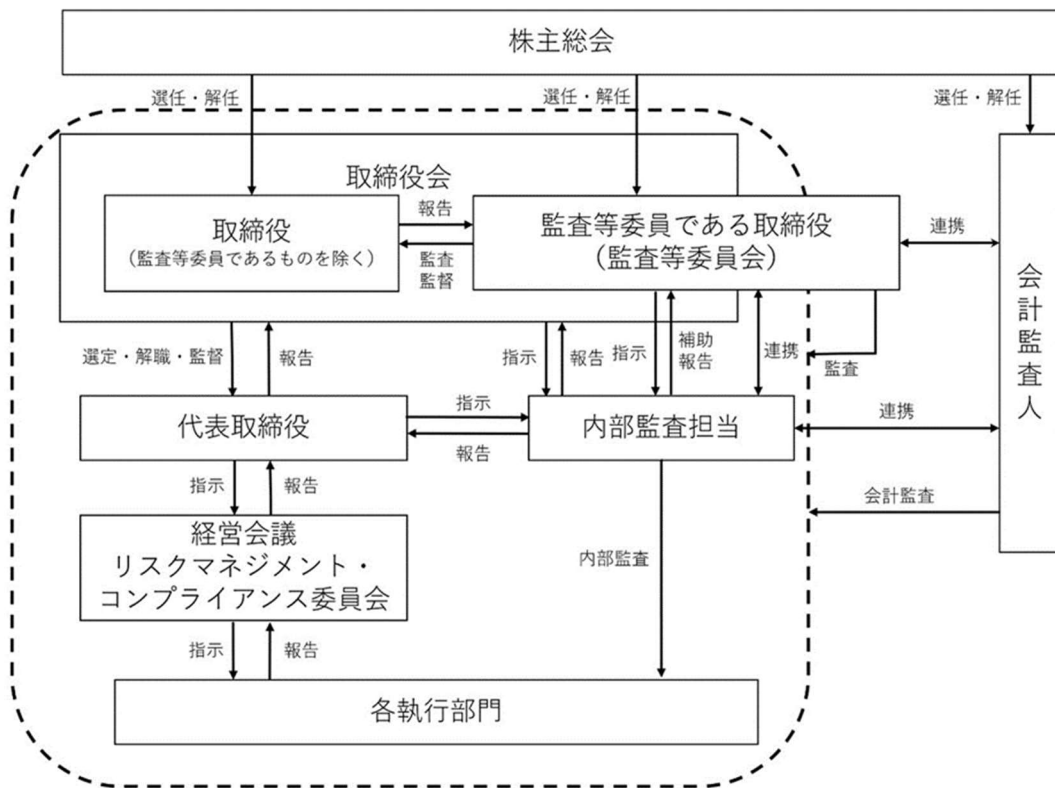 株主総会
選任・解任
選任・解任
選任・解任
取締役会
取締役
(監査等委員であるものを除く)
報告
監査
監督
監査等委員である取締役
(監査等委員会)
連携
会計監査人
選定・解職・監督
報告
指示
報告
指示
補助
報告
連携
監査
代表取締役
指示
報告
内部監査担当
連携
指示
報告
会計監査
経営会議
リスクマネジメント・
コンプライアンス委員会
内部監査
指示
報告
各執行部門